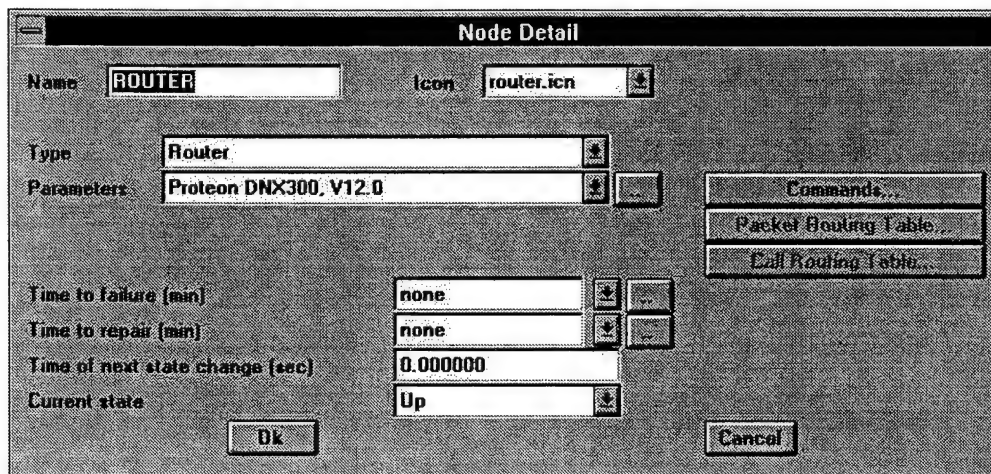 Node Detail
Name ROUTER Icon router.icn
Type Router
Parameters Proteon DNX300, V12.0 ..
Commands...
Packet Routing Table...
Call Routing Table...
Time to failure (min) none ..
Time to repair (min) none ..
Time of next state change (sec) 0.000000
Current state Up
Ok Cancel